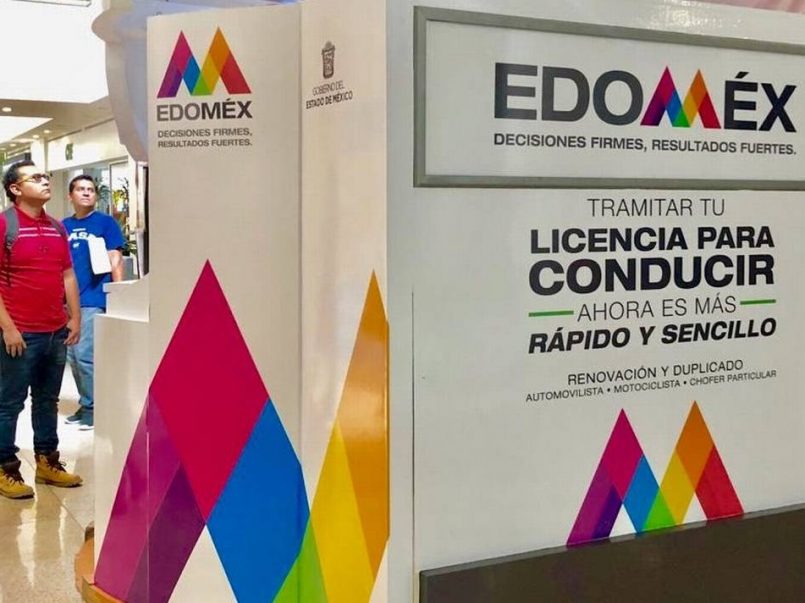 EDOMÉX
DECISIONES FIRMES,
RESULTADOS FUERTES.
GOBIERNO DEL
ESTADO DE MÉXICO
EDOMÉX
DECISIONES FIRMES, RESULTADOS FUERTES.
TRAMITAR TU
LICENCIA PARA
CONDUCIR
AHORA ES MÁS
RÁPIDO Y SENCILLO
RENOVACIÓN Y DUPLICADO
AUTOMOVILISTA • MOTOCICLISTA • CHOFER PARTICULAR